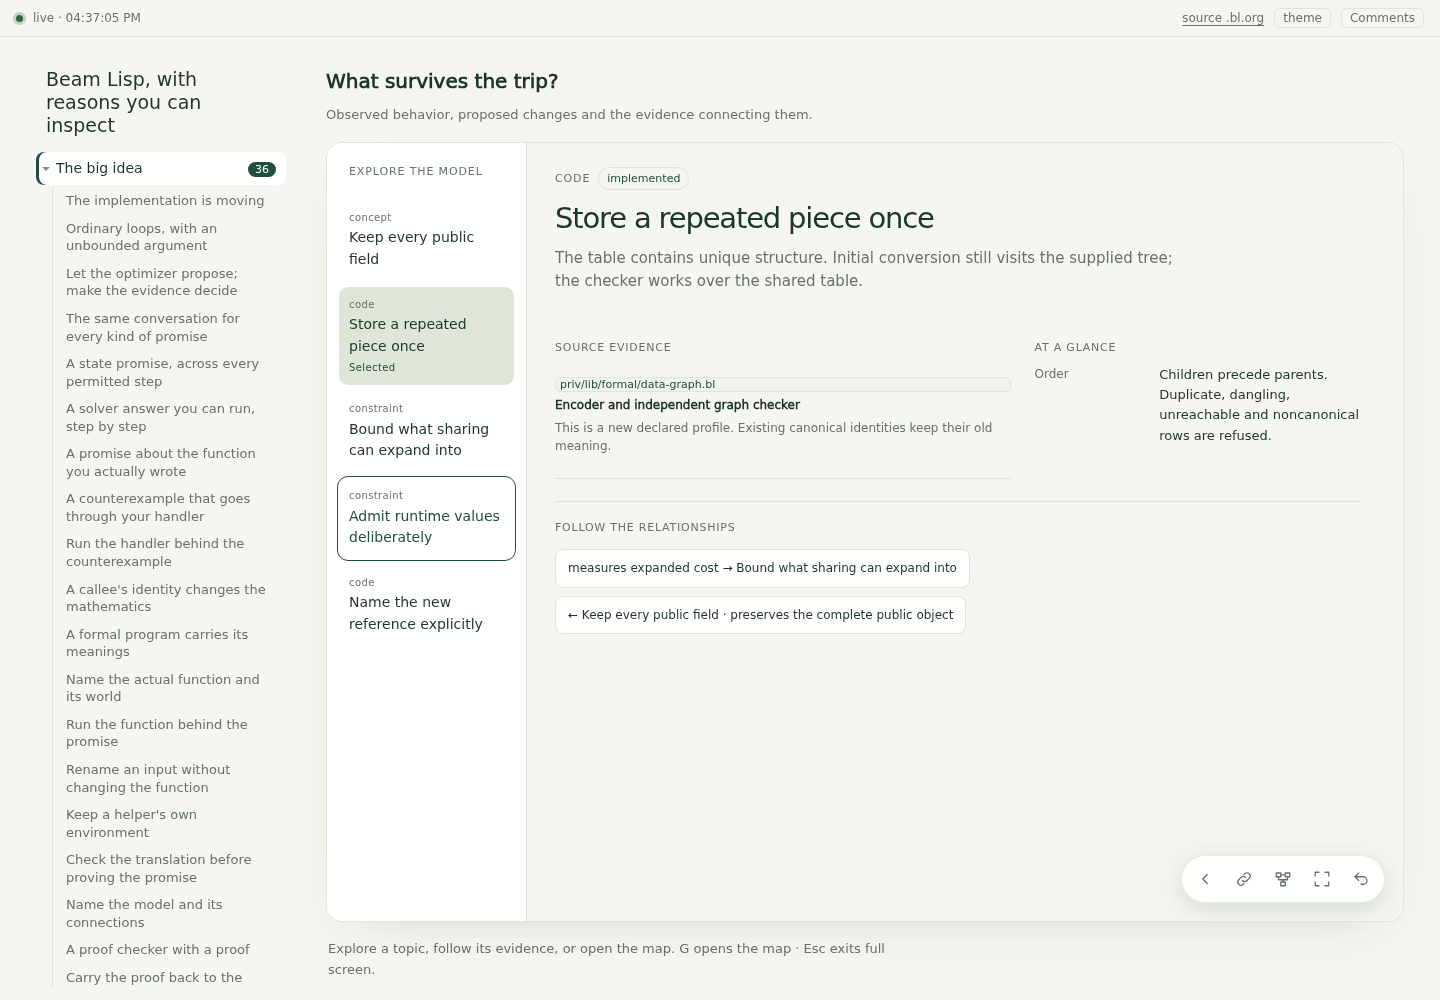 live · 04:37:05 PM
source .bl.org
theme
Comments
Beam Lisp, with
reasons you can
inspect
The big idea
36
The implementation is moving
Ordinary loops, with an
unbounded argument
Let the optimizer propose;
make the evidence decide
The same conversation for
every kind of promise
A state promise, across every
permitted step
A solver answer you can run,
step by step
A promise about the function
you actually wrote
A counterexample that goes
through your handler
Run the handler behind the
counterexample
A callee's identity changes the
mathematics
A formal program carries its
meanings
Name the actual function and
its world
Run the function behind the
promise
Rename an input without
changing the function
Keep a helper's own
environment
Check the translation before
proving the promise
Name the model and its
connections
A proof checker with a proof
Carry the proof back to the
What survives the trip?
Observed behavior, proposed changes and the evidence connecting them.
EXPLORE THE MODEL
concept
Keep every public
field
code
Store a repeated
piece once
Selected
constraint
Bound what sharing
can expand into
constraint
Admit runtime values
deliberately
code
Name the new
reference explicitly
CODE
implemented
Store a repeated piece once
The table contains unique structure. Initial conversion still visits the supplied tree;
the checker works over the shared table.
SOURCE EVIDENCE
priv/lib/formal/data-graph.bl
Encoder and independent graph checker
This is a new declared profile. Existing canonical identities keep their old
meaning.
AT A GLANCE
Order
Children precede parents.
Duplicate, dangling,
unreachable and noncanonical
rows are refused.
FOLLOW THE RELATIONSHIPS
measures expanded cost → Bound what sharing can expand into
← Keep every public field · preserves the complete public object
Explore a topic, follow its evidence, or open the map. G opens the map · Esc exits full
screen.